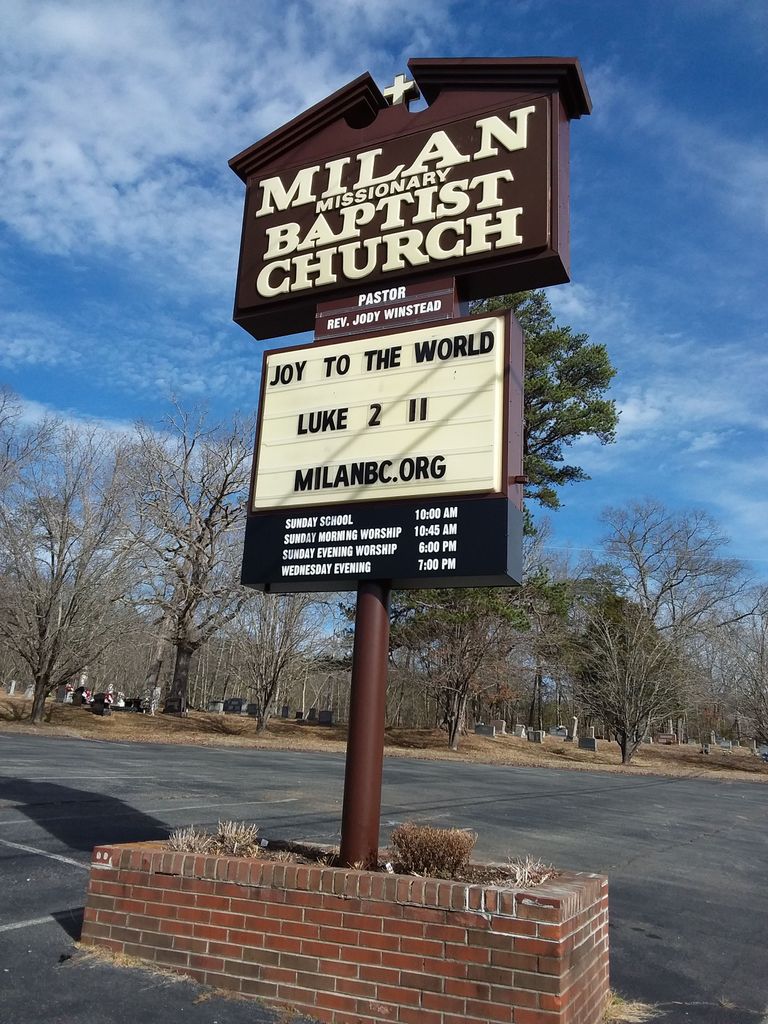 MILAN
MISSIONARY
BAPTIST
CHURCH
PASTOR
REV. JODY WINSTEAD
JOY TO THE WORLD
LUKE 2 11
MILANBC.ORG
SUNDAY SCHOOL 10:00 AM
SUNDAY MORNING WORSHIP 10:45 AM
SUNDAY EVENING WORSHIP 6:00 PM
WEDNESDAY EVENING 7:00 PM